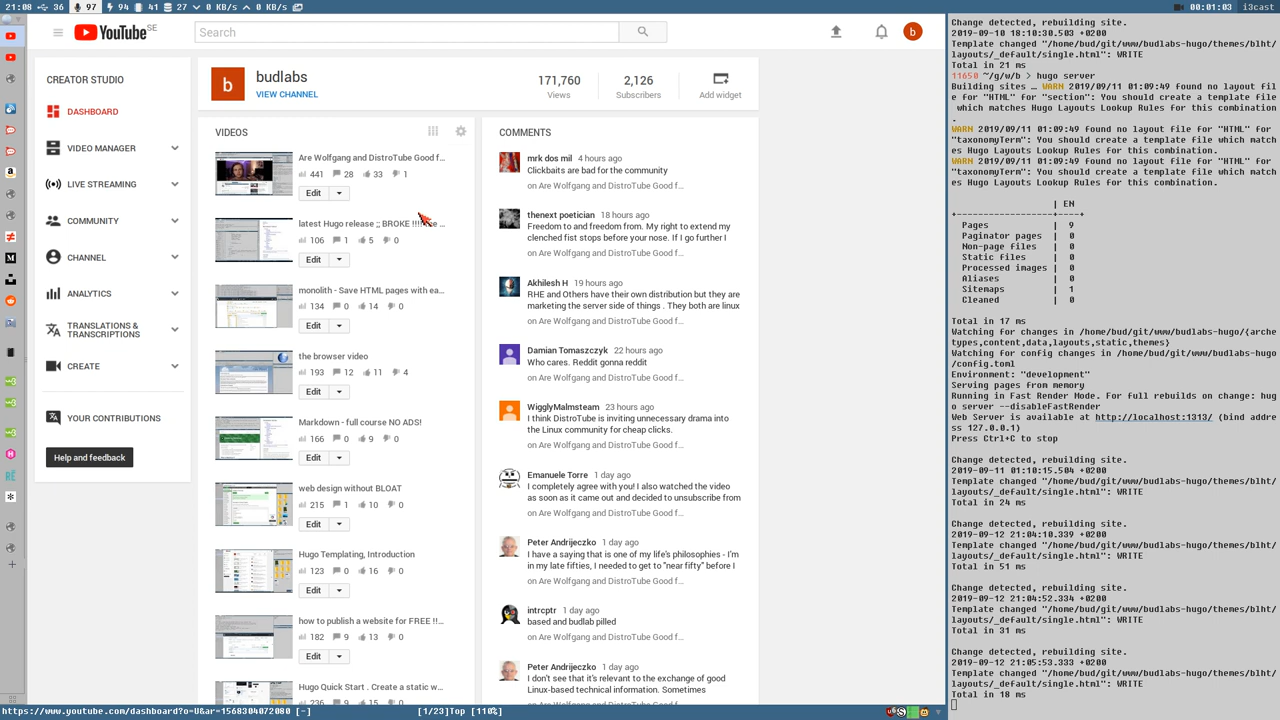 21:08 36 97 94 41 27 950
00:01:03 i3cast
YouTube SE
Search
b
CREATOR STUDIO
DASHBOARD
VIDEO MANAGER
LIVE STREAMING
COMMUNITY
CHANNEL
ANALYTICS
TRANSLATIONS &
TRANSCRIPTIONS
CREATE
YOUR CONTRIBUTIONS
Help and feedback
b
budlabs
VIEW CHANNEL
171,760
Views
2,126
Subscribers
Add widget
VIDEOS
Are Wolfgang and DistroTube Good f...
441 28 33 1
Edit
latest Hugo release ;; BROKE !!!!
106 1 5 0
Edit
monolith - Save HTML pages with ea...
134 0 14 0
Edit
the browser video
193 12 11 4
Edit
Markdown - full course NO ADS!
166 0 9 0
Edit
web design without BLOAT
215 1 10 0
Edit
Hugo Templating, Introduction
123 0 16 0
Edit
how to publish a website for FREE !!...
182 9 13 0
Edit
Hugo Quick Start . Create a static w...
236 9 15 0
COMMENTS
mrk dos mil 4 hours ago
Clickbaits are bad for the community
on Are Wolfgang and DistroTube Good f...
thenext poetician 18 hours ago
Freedom to and freedom from. My right to extend my
clenched fist stops before your nose. If I go further I
on Are Wolfgang and DistroTube Good f...
Akhilesh H 19 hours ago
RHE and Others have their own distribution but they are
marketing the server side of things . They both are linux
on Are Wolfgang and DistroTube Good f...
Damian Tomaszczyk 22 hours ago
Who cares. Reddit gonna reddit
on Are Wolfgang and DistroTube Good f...
WigglyMalmsteam 23 hours ago
I think DistroTube is inviting unnecessary drama into
the Linux community for cheap clicks.
on Are Wolfgang and DistroTube Good f...
Emanuele Torre 1 day ago
I completely agree with you! I also watched the video
as soon as it came out and decided to unsubscribe from
on Are Wolfgang and DistroTube Good f...
Peter Andrijeczko 1 day ago
I have a saying that is one of my life's philosophies - I'm
in my late fifties, I needed to get to "near fifty" before I
on Are Wolfgang and DistroTube Good f...
intrcptr 1 day ago
based and budlab pilled
on Are Wolfgang and DistroTube Good f...
Peter Andrijeczko 1 day ago
I don't see that it's relevant to the exchange of good
Linux-based technical information. Sometimes
https://www.youtube.com/dashboard?o=U&ar=1568304072080 [-]
[1/23]Top [110%]
Change detected, rebuilding site.
2019-09-10 18:10:30.503 +0200
Template changed "/home/bud/git/www/budlabs-hugo/themes/blht/
layouts/_default/single.html": WRITE
Total in 21 ms
11650 ~/g/w/b > hugo server
Building sites … WARN 2019/09/11 01:09:49 found no layout fil
e for "HTML" for "section": You should create a template file
which matches Hugo Layouts Lookup Rules for this combination
.
WARN 2019/09/11 01:09:49 found no layout file for "HTML" for
"taxonomyTerm": You should create a template file which match
es Hugo Layouts Lookup Rules for this combination.
WARN 2019/09/11 01:09:49 found no layout file for "HTML" for
"taxonomyTerm": You should create a template file which match
es Hugo Layouts Lookup Rules for this combination.
| EN
+------------------+----+
Pages | 9
Paginator pages | 0
Non-page files | 0
Static files | 0
Processed images | 0
Aliases | 0
Sitemaps | 1
Cleaned | 0
Total in 17 ms
Watching for changes in /home/bud/git/www/budlabs-hugo/{arche
types,content,data,layouts,static,themes}
Watching for config changes in /home/bud/git/www/budlabs-hugo
/config.toml
Environment: "development"
Serving pages from memory
Running in Fast Render Mode. For full rebuilds on change: hug
o server --disableFastRender
Web Server is available at http://localhost:1313/ (bind addre
ss 127.0.0.1)
Press Ctrl+C to stop
Change detected, rebuilding site.
2019-09-11 01:10:15.504 +0200
Template changed "/home/bud/git/www/budlabs-hugo/themes/blht/
layouts/_default/single.html": WRITE
Total in 24 ms
Change detected, rebuilding site.
2019-09-12 21:04:10.339 +0200
Template changed "/home/bud/git/www/budlabs-hugo/themes/blht/
layouts/_default/single.html": WRITE
Total in 51 ms
Change detected, rebuilding site.
2019-09-12 21:04:52.334 +0200
Template changed "/home/bud/git/www/budlabs-hugo/themes/blht/
layouts/_default/single.html": WRITE
Total in 31 ms
Change detected, rebuilding site.
2019-09-12 21:05:53.333 +0200
Template changed "/home/bud/git/www/budlabs-hugo/themes/blht/
layouts/_default/single.html": WRITE
Total in 18 ms